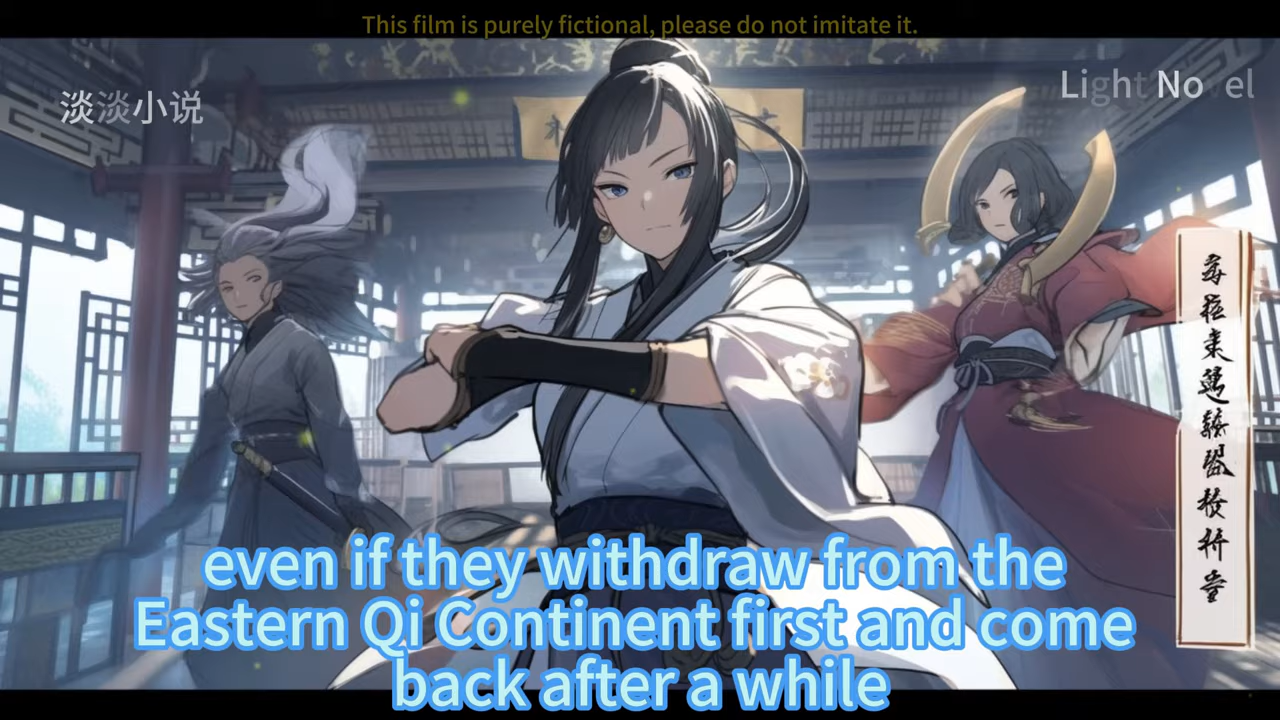 This film is purely fictional, please do not imitate it.
淡淡小说
Light Novel
even if they withdraw from the
Eastern Qi Continent first and come
back after a while